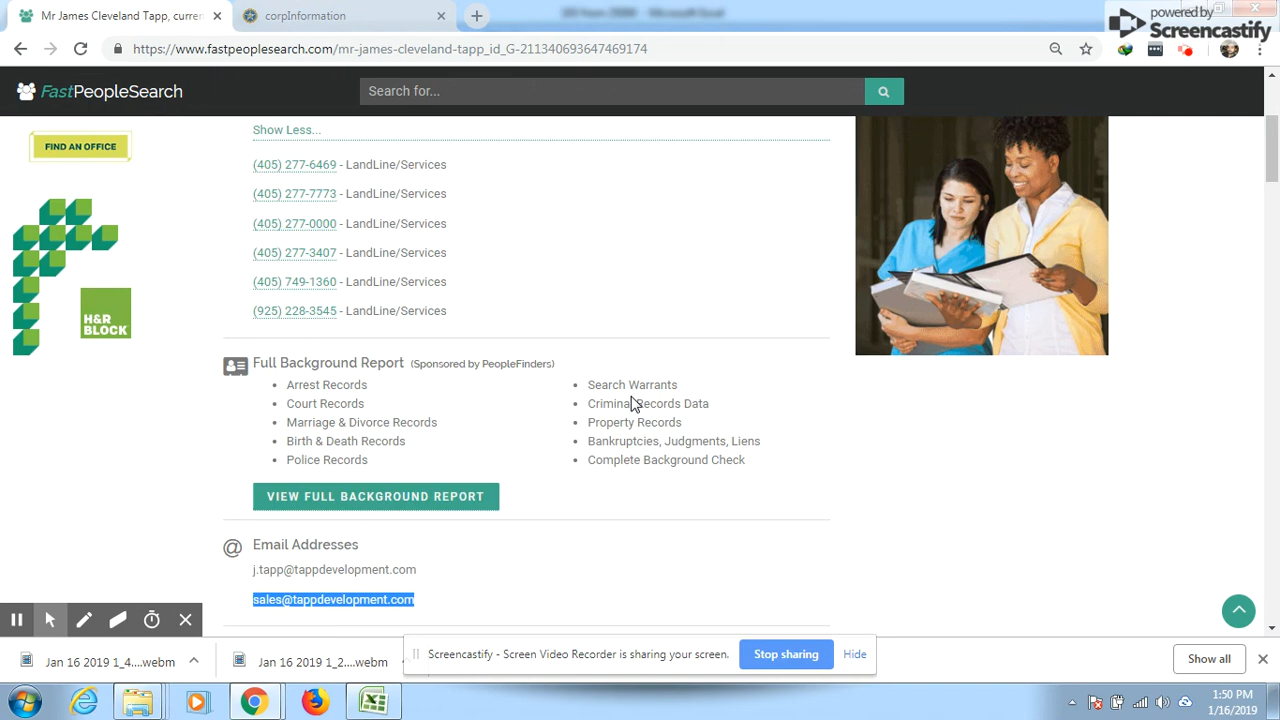 Mr James Cleveland Tapp, curren
corpInformation
powered by
Screencastify
https://www.fastpeoplesearch.com/mr-james-cleveland-tapp_id_G-211340693647469174
FastPeopleSearch
Search for...
FIND AN OFFICE
H&R
BLOCK
Show Less...
(405) 277-6469 - LandLine/Services
(405) 277-7773 - LandLine/Services
(405) 277-0000 - LandLine/Services
(405) 277-3407 - LandLine/Services
(405) 749-1360 - LandLine/Services
(925) 228-3545 - LandLine/Services
Full Background Report (Sponsored by PeopleFinders)
Arrest Records
Court Records
Marriage & Divorce Records
Birth & Death Records
Police Records
Search Warrants
Criminal Records Data
Property Records
Bankruptcies, Judgments, Liens
Complete Background Check
VIEW FULL BACKGROUND REPORT
@ Email Addresses
j.tapp@tappdevelopment.com
sales@tappdevelopment.com
Screencastify - Screen Video Recorder is sharing your screen.
Stop sharing
Hide
Jan 16 2019 1_4....webm
Jan 16 2019 1_2....webm
Show all
1:50 PM
1/16/2019